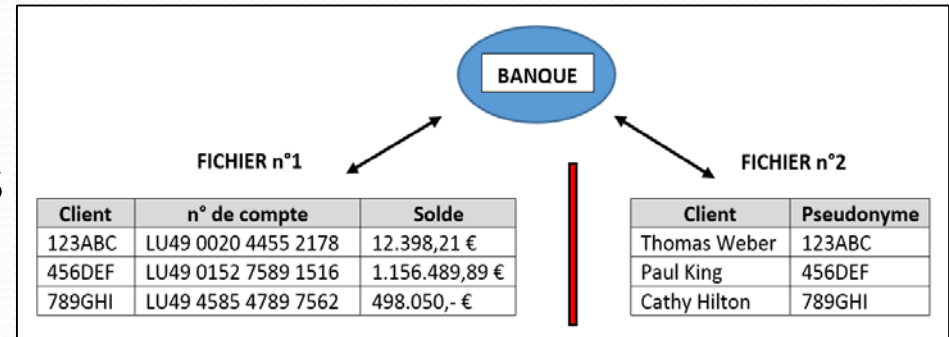 BANQUE
FICHIER n°1
FICHIER n°2
Client n° de compte Solde
123ABC LU49 0020 4455 2178 12.398,21 €
456DEF LU49 0152 7589 1516 1.156.489,89 €
789GHI LU49 4585 4789 7562 498.050,- €
Client Pseudonyme
Thomas Weber 123ABC
Paul King 456DEF
Cathy Hilton 789GHI